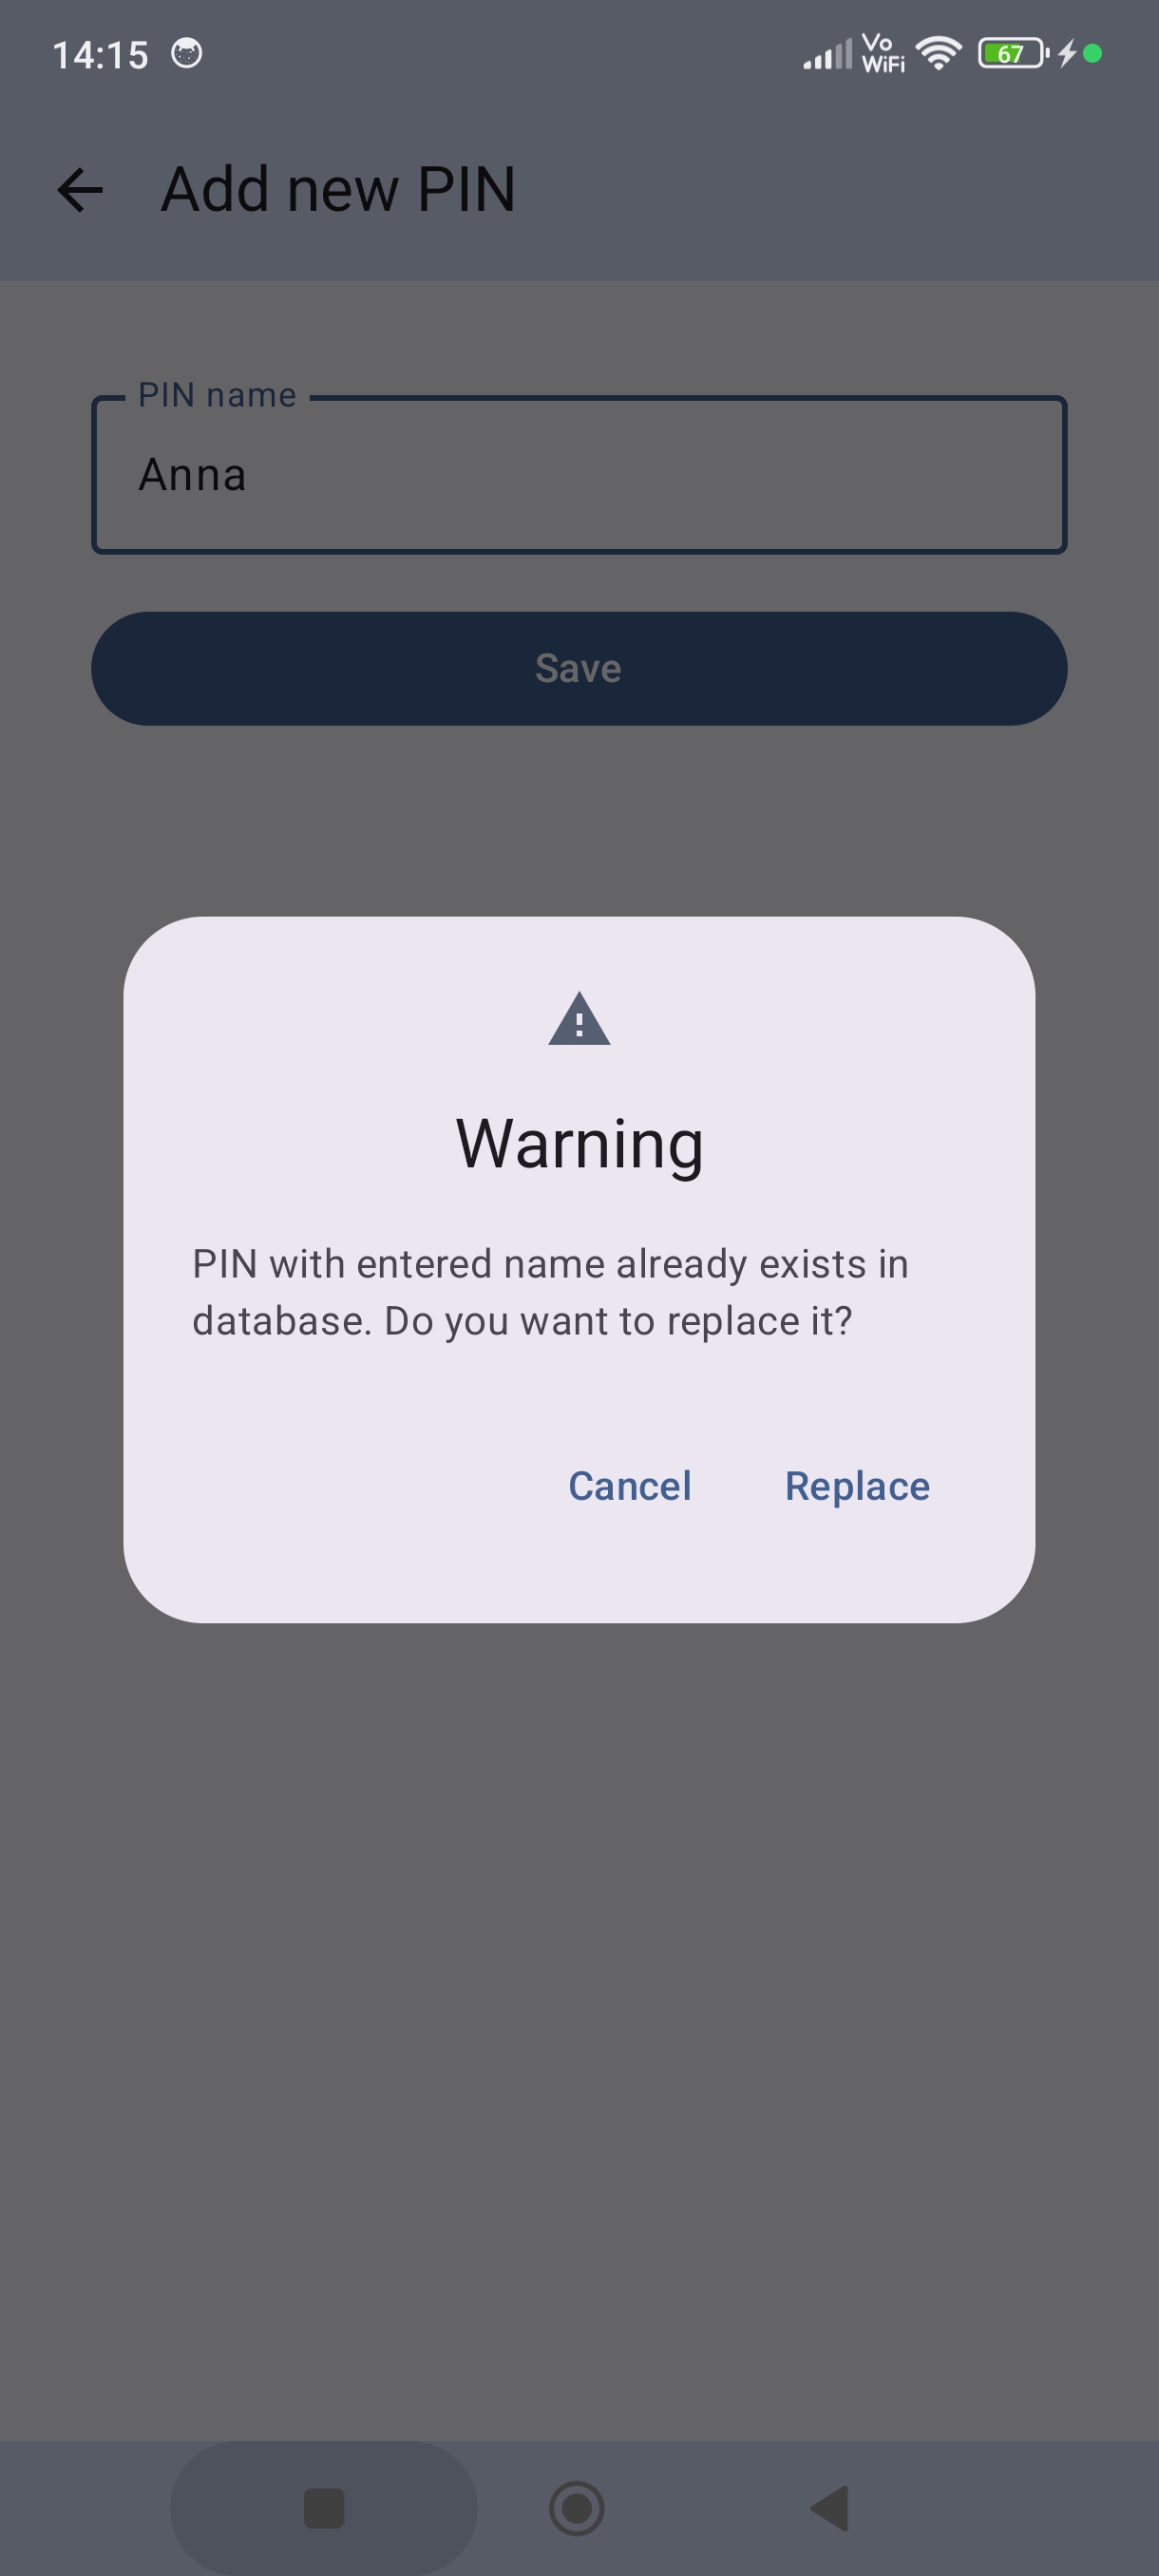 14:15
Vo
WiFi
67
Add new PIN
PIN name
Anna
Save
Warning
PIN with entered name already exists in
database. Do you want to replace it?
Cancel
Replace